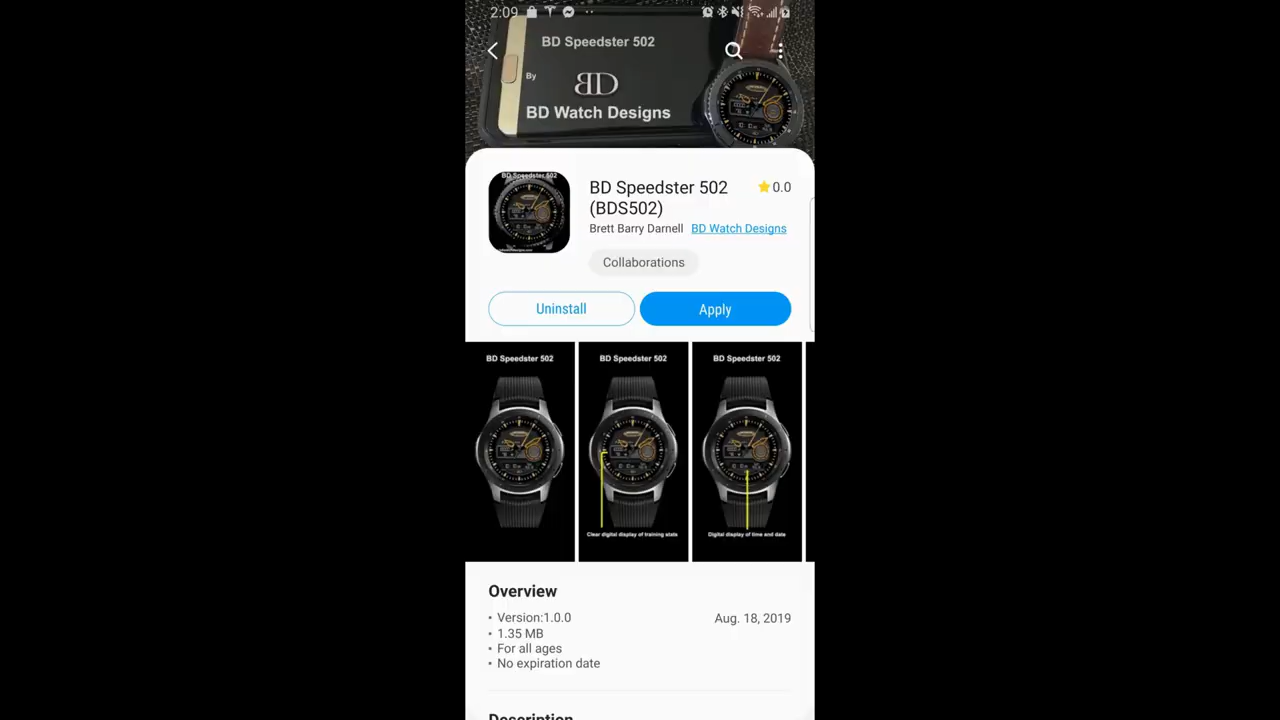 2:09
BD Speedster 502
By
BD
BD Watch Designs
BD Speedster 502
BD Speedster 502
(BDS502)
0.0
Brett Barry Darnell BD Watch Designs
Collaborations
Uninstall
Apply
BD Speedster 502
BD Speedster 502
BD Speedster 502
Clear digital display of training stats
Digital display of time and date
Overview
• Version:1.0.0
Aug. 18, 2019
• 1.35 MB
• For all ages
• No expiration date
Description